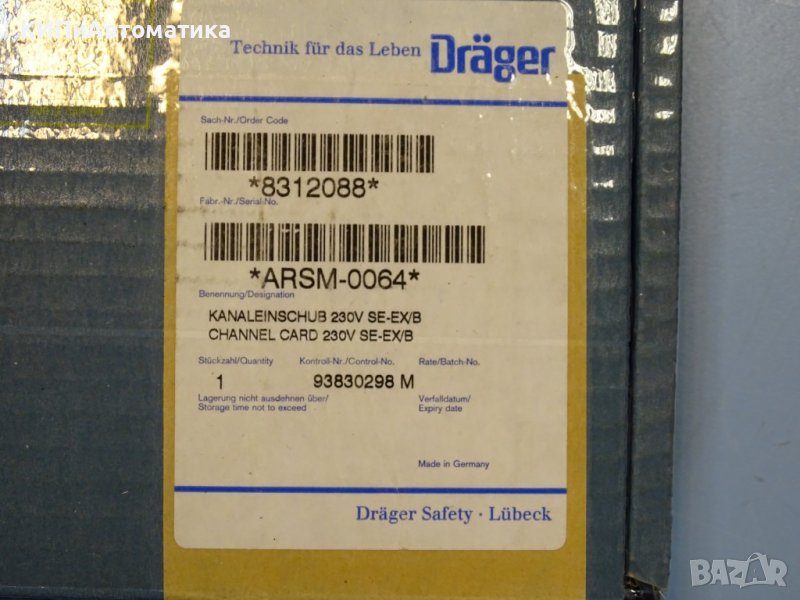 КИПиАвтоматика
Technik für das Leben Dräger
Sach-Nr./Order Code
*8312088*
Fabr.-Nr./Serial No.
*ARSM-0064*
Benennung/Designation
KANALEINSCHUB 230V SE-EX/B
CHANNEL CARD 230V SE-EX/B
Stückzahl/Quantity Kontroll-Nr./Control-No. Rate/Batch-No.
1 93830298 M
Lagerung nicht ausdehnen über/ Verfalldatum/
Storage time not to exceed Expiry date
Made in Germany
Dräger Safety · Lübeck
BAZAR